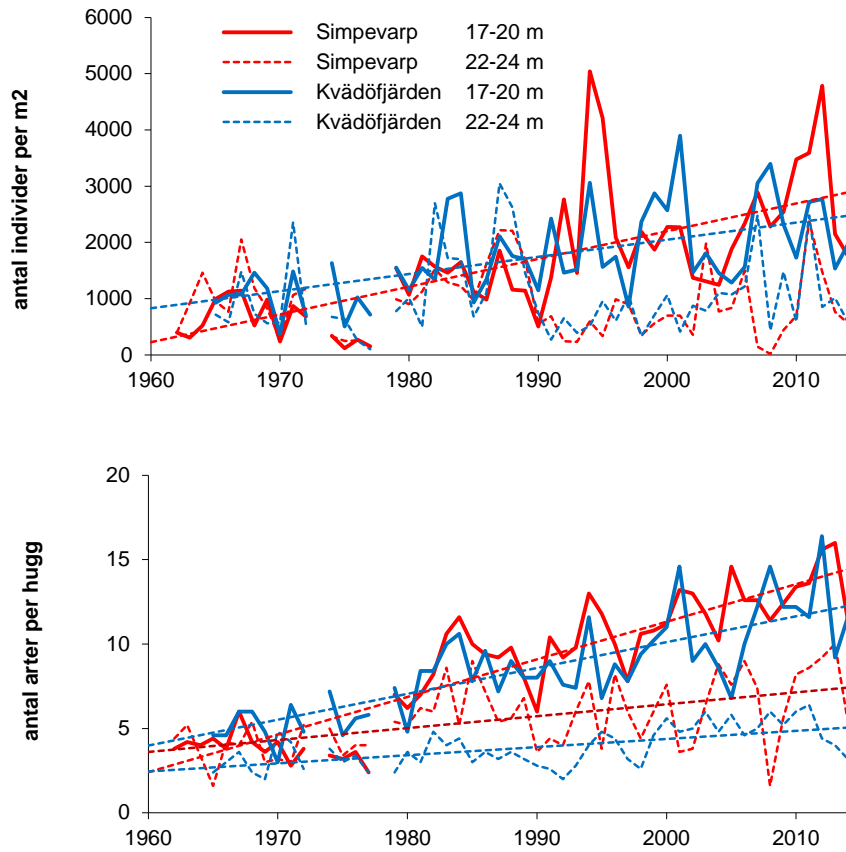 6000
5000
4000
3000
2000
1000
0
antal individer per m2
Simpevarp 17-20 m
Simpevarp 22-24 m
Kvädöfjärden 17-20 m
Kvädöfjärden 22-24 m
1960 1970 1980 1990 2000 2010
20
15
10
5
0
antal arter per hugg
1960 1970 1980 1990 2000 2010